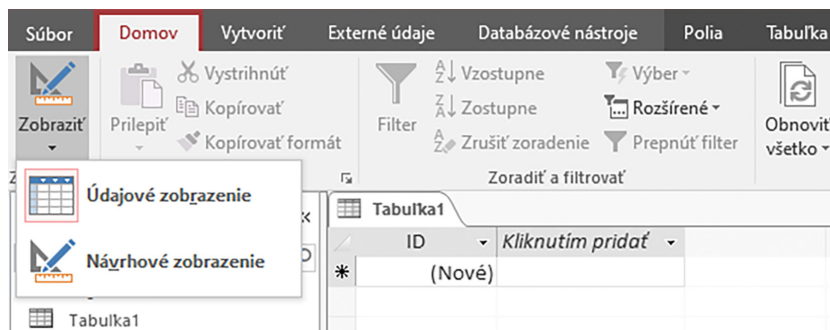 Súbor Domov Vytvoriť Externé údaje Databázové nástroje Polia Tabuľka
Zobraziť
Prilepiť
Vystrihnúť
Kopírovať
Kopírovať formát
Filter
Vzostupne
Zostupne
Zrušiť zoradenie
Výber
Rozšírené
Prepnúť filter
Zoradiť a filtrovať
Obnoviť
všetko
Údajové zobrazenie
Návrhové zobrazenie
Tabuľka1
Tabuľka1
ID Kliknutím pridať
(Nové)